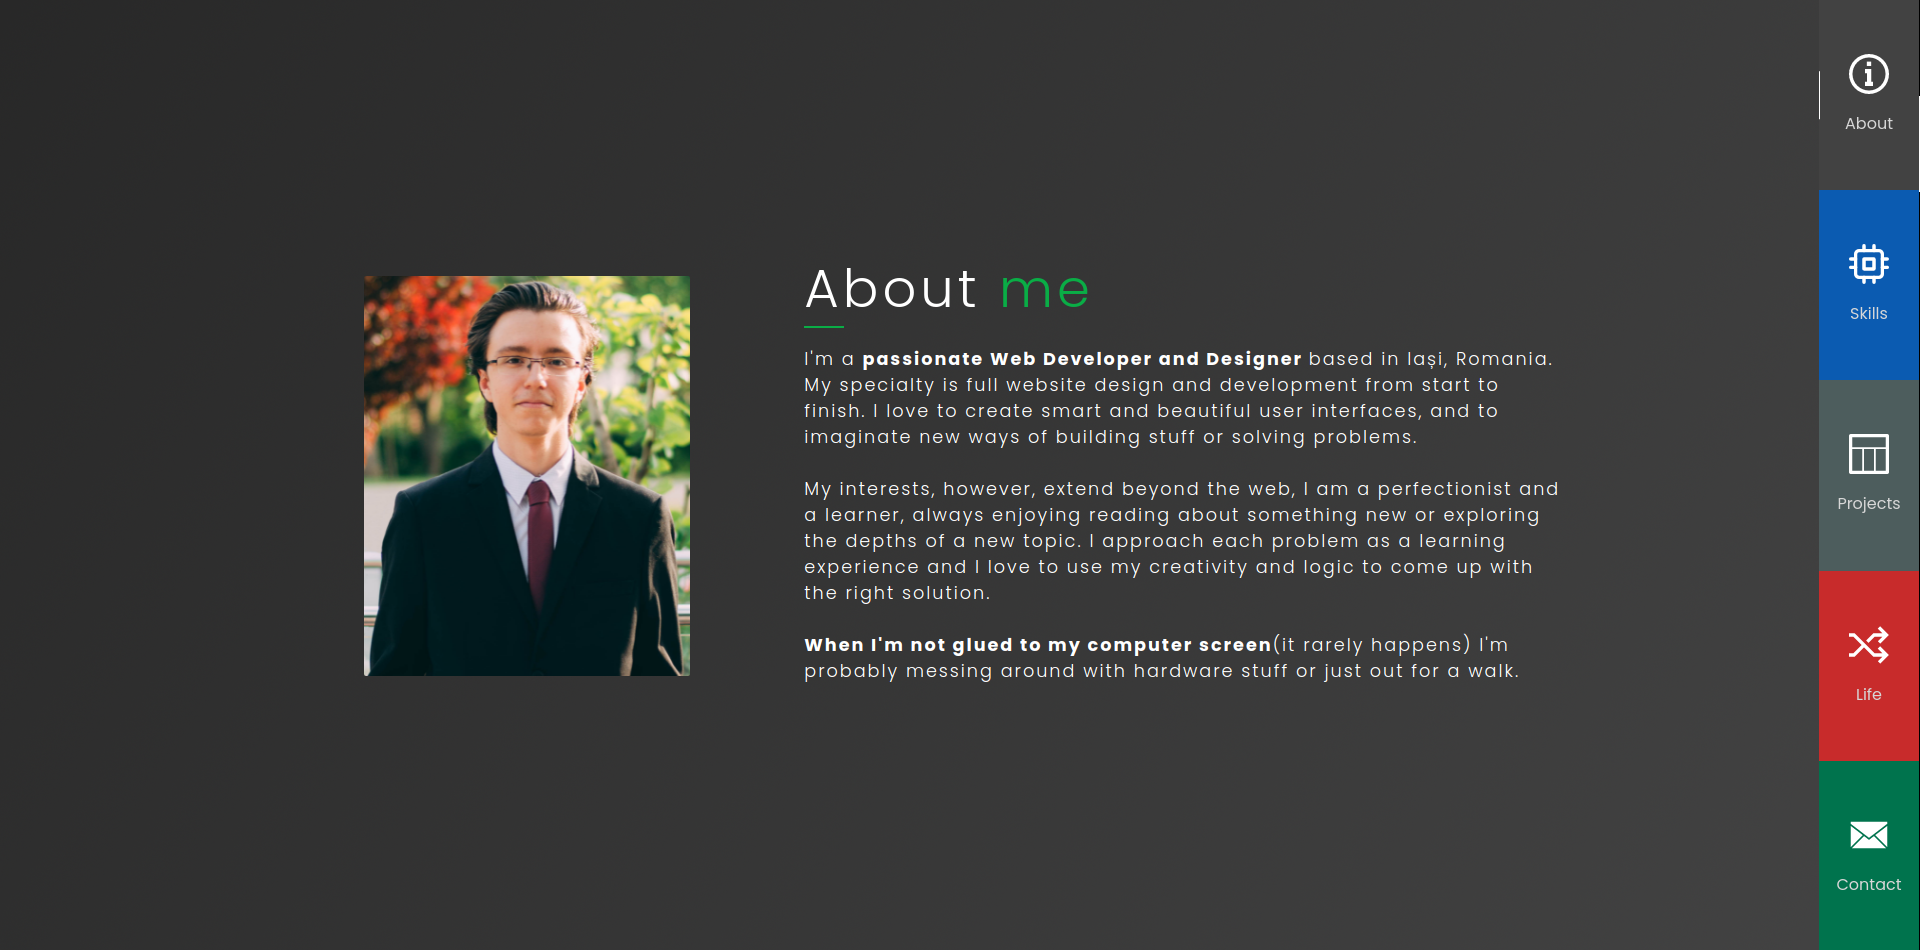 About me
I'm a passionate Web Developer and Designer based in Iași, Romania.
My specialty is full website design and development from start to
finish. I love to create smart and beautiful user interfaces, and to
imaginate new ways of building stuff or solving problems.
My interests, however, extend beyond the web, I am a perfectionist and
a learner, always enjoying reading about something new or exploring
the depths of a new topic. I approach each problem as a learning
experience and I love to use my creativity and logic to come up with
the right solution.
When I'm not glued to my computer screen(it rarely happens) I'm
probably messing around with hardware stuff or just out for a walk.
About
Skills
Projects
Life
Contact